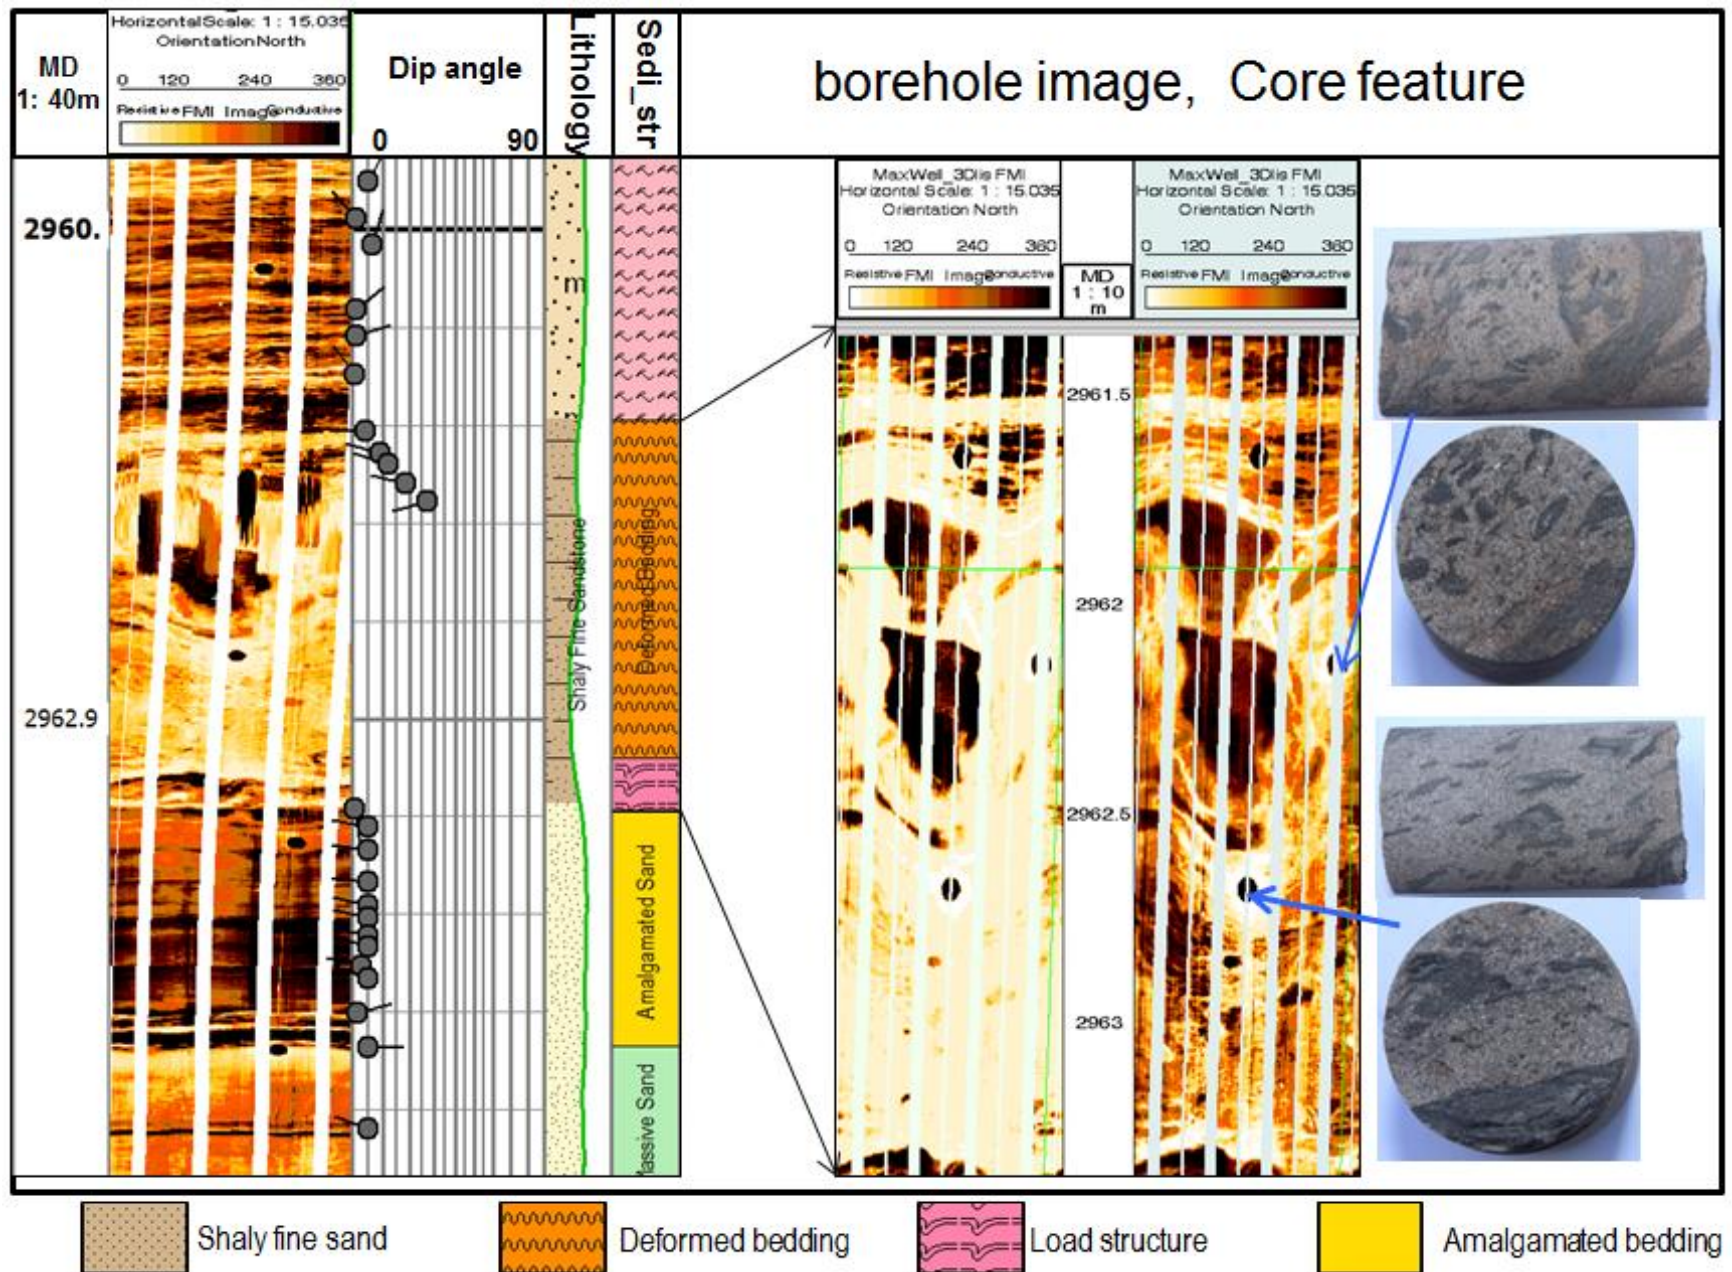 HorizontalScale: 1 : 15.035
Orientation North
MD
1: 40m
0 120 240 360
Resistive FMI Image Conductive
Dip angle
0 90
Lithology
Sedi_str
borehole image, Core feature
MaxWell_3DIis FMI
Horizontal Scale: 1 : 15.035
Orientation North
0 120 240 360
Resistive FMI Image Conductive
MD
1 : 10
m
MaxWell_3DIis FMI
Horizontal Scale: 1 : 15.035
Orientation North
0 120 240 360
Resistive FMI Image Conductive
2960.
m
2961.5
Shaly Fine Sandstone
Deformed Bedding
2962
2962.9
2962.5
Amalgamated Sand
2963
Massive Sand
Shaly fine sand
Deformed bedding
Load structure
Amalgamated bedding